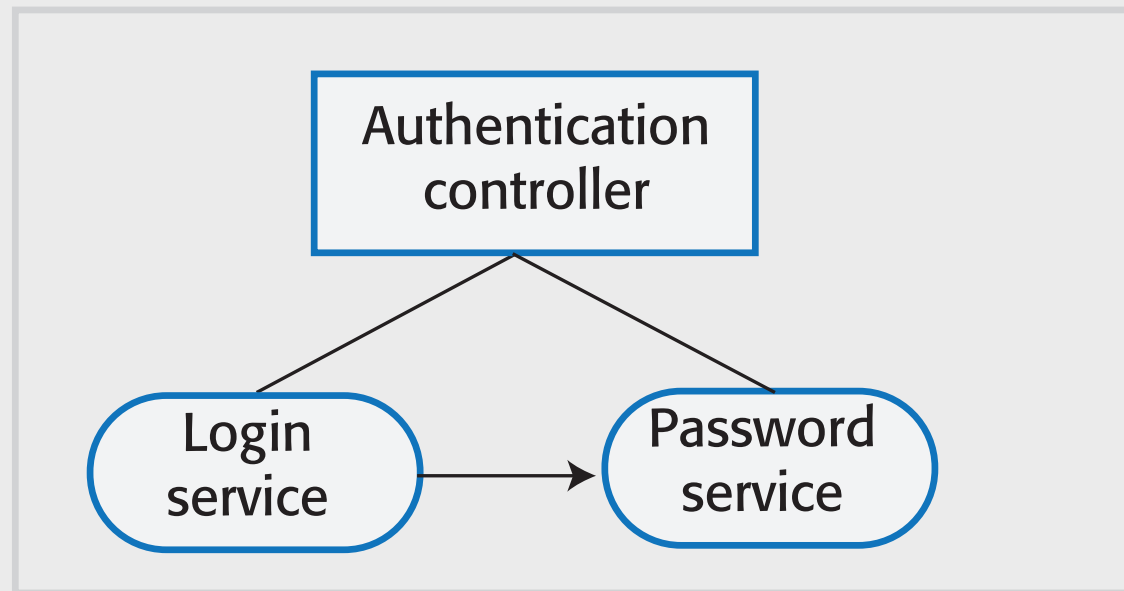 Authentication
controller
Login
service
Password
service